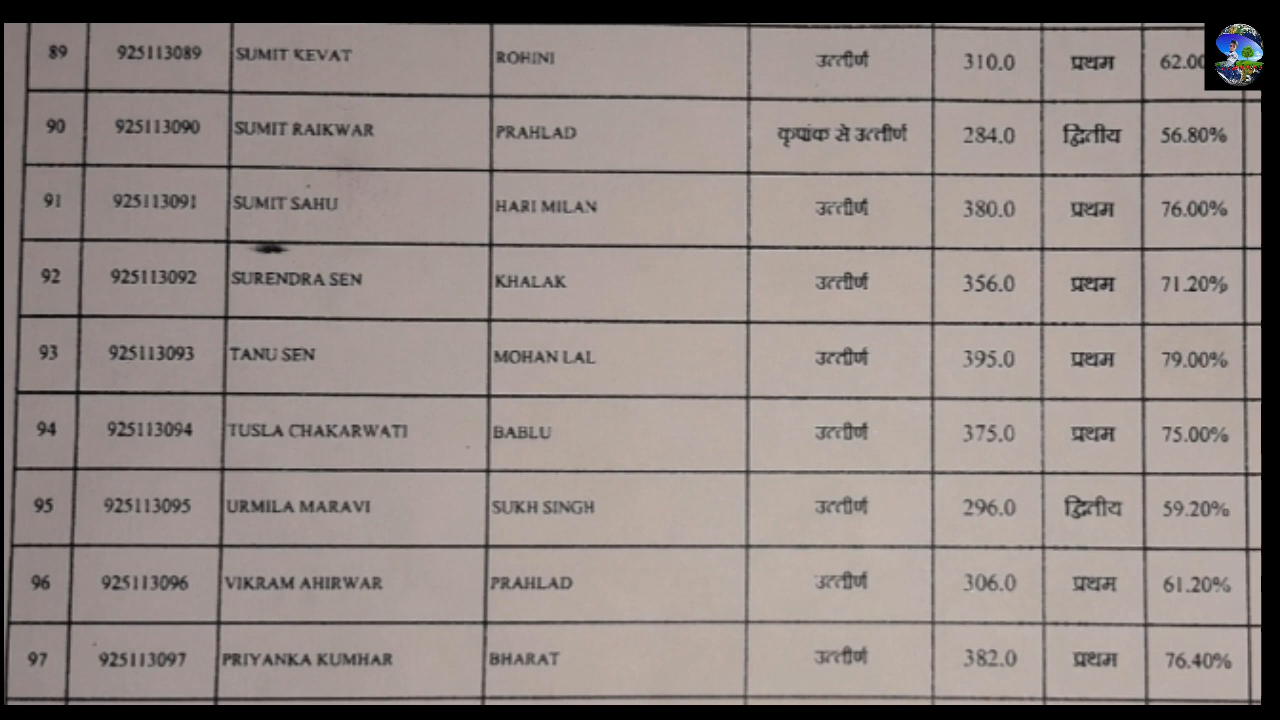 89 925113089 SUMIT KEVAT ROHINI उत्तीर्ण 310.0 प्रथम
90 925113090 SUMIT RAIKWAR PRAHLAD कृपांक से उत्तीर्ण 284.0 द्वितीय 56.80%
91 925113091 SUMIT SAHU HARI MILAN उत्तीर्ण 380.0 प्रथम 76.00%
92 925113092 SURENDRA SEN KHALAK उत्तीर्ण 356.0 प्रथम 71.20%
93 925113093 TANU SEN MOHAN LAL उत्तीर्ण 395.0 प्रथम 79.00%
94 925113094 TUSLA CHAKARWATI BABLU उत्तीर्ण 375.0 प्रथम 75.00%
95 925113095 URMILA MARAVI SUKH SINGH उत्तीर्ण 296.0 द्वितीय 59.20%
96 925113096 VIKRAM AHIRWAR PRAHLAD उत्तीर्ण 306.0 प्रथम 61.20%
97 925113097 PRIYANKA KUMHAR BHARAT उत्तीर्ण 382.0 प्रथम 76.40%